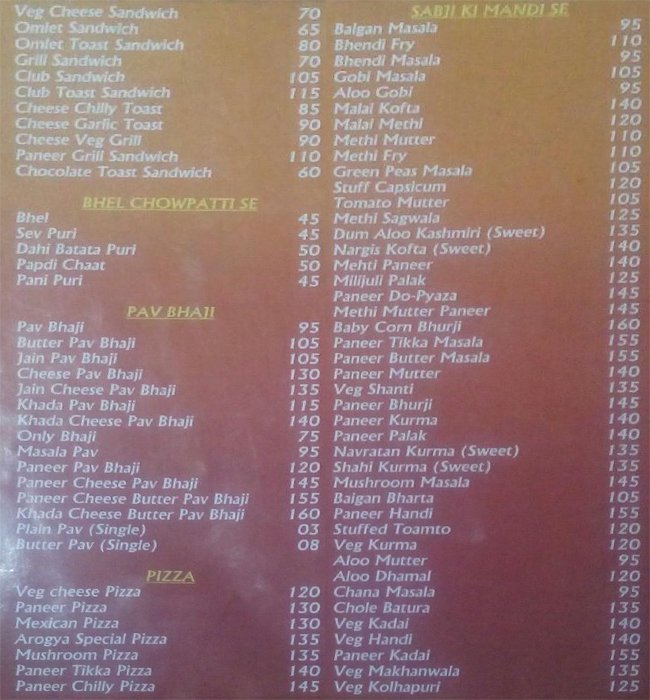 Veg Cheese Sandwich 70
Omlet Sandwich 65
Omlet Toast Sandwich 80
Grill Sandwich 70
Club Sandwich 105
Club Toast Sandwich 115
Cheese Chilly Toast 85
Cheese Garlic Toast 90
Cheese Veg Grill 90
Paneer Grill Sandwich 110
Chocolate Toast Sandwich 60
BHEL CHOWPATTI SE
Bhel 45
Sev Puri 45
Dahi Batata Puri 50
Papdi Chaat 50
Pani Puri 45
PAV BHAJI
Pav Bhaji 95
Butter Pav Bhaji 105
Jain Pav Bhaji 105
Cheese Pav Bhaji 130
Jain Cheese Pav Bhaji 135
Khada Pav Bhaji 115
Khada Cheese Pav Bhaji 140
Only Bhaji 75
Masala Pav 95
Paneer Pav Bhaji 120
Paneer Cheese Pav Bhaji 145
Paneer Cheese Butter Pav Bhaji 155
Khada Cheese Butter Pav Bhaji 160
Plain Pav (Single) 03
Butter Pav (Single) 08
PIZZA
Veg cheese Pizza 120
Paneer Pizza 130
Mexican Pizza 130
Arogya Special Pizza 135
Mushroom Pizza 135
Paneer Tikka Pizza 140
Paneer Chilly Pizza 145
SABJI KI MANDI SE
Baigan Masala 95
Bhendi Fry 110
Bhendi Masala 95
Gobi Masala 105
Aloo Gobi 95
Malai Kofta 140
Malai Methi 120
Methi Mutter 110
Methi Fry 110
Green Peas Masala 105
Stuff Capsicum 120
Tomato Mutter 105
Methi Sagwala 125
Dum Aloo Kashmiri (Sweet) 135
Nargis Kofta (Sweet) 140
Mehti Paneer 140
Milijuli Palak 125
Paneer Do-Pyaza 145
Methi Mutter Paneer 145
Baby Corn Bhurji 160
Paneer Tikka Masala 155
Paneer Butter Masala 155
Paneer Mutter 140
Veg Shanti 135
Paneer Bhurji 145
Paneer Kurma 140
Paneer Palak 140
Navratan Kurma (Sweet) 135
Shahi Kurma (Sweet) 135
Mushroom Masala 145
Baigan Bharta 105
Paneer Handi 155
Stuffed Toamto 120
Veg Kurma 120
Aloo Mutter 95
Aloo Dhamal 120
Chana Masala 95
Chole Batura 135
Veg Kadai 140
Veg Handi 140
Paneer Kadai 155
Veg Makhanwala 135
Veg Kolhapuri 125